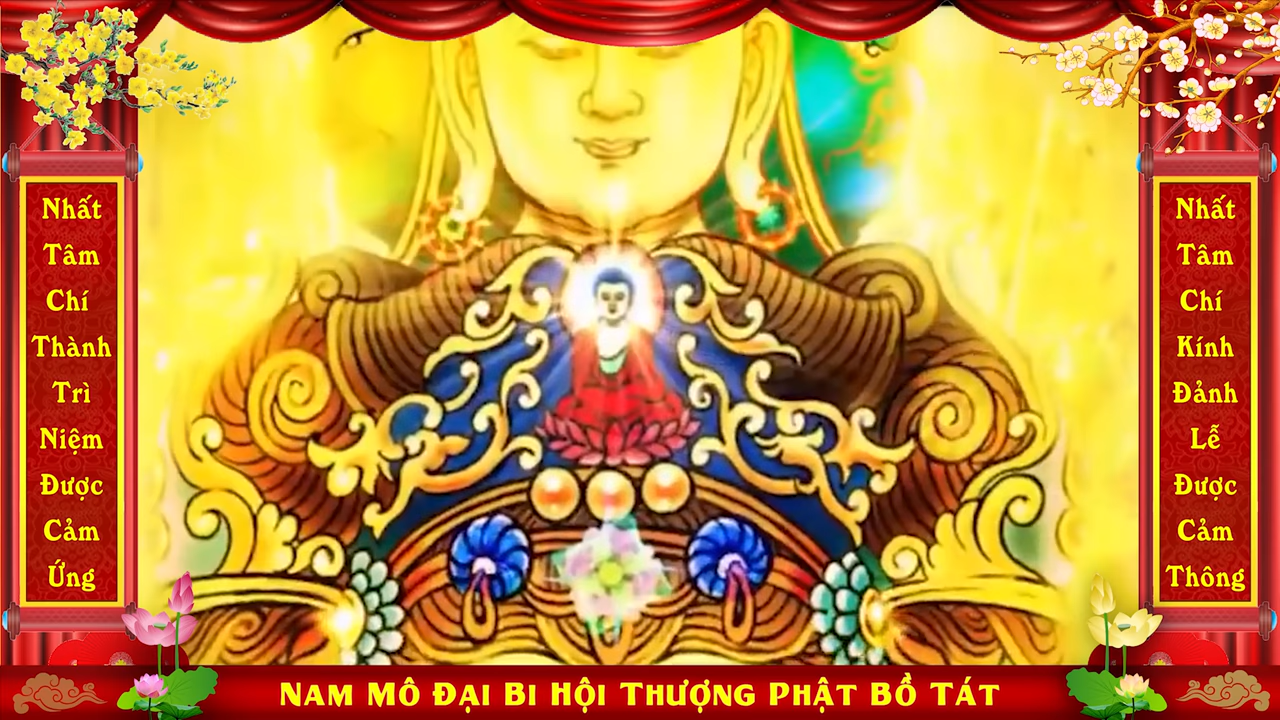 Nhất
Tâm
Chí
Thành
Trì
Niệm
Được
Cảm
Ứng
Nhất
Tâm
Chí
Kính
Đảnh
Lễ
Được
Cảm
Thông
Nam Mô Đại Bi Hội Thượng Phật Bồ Tát